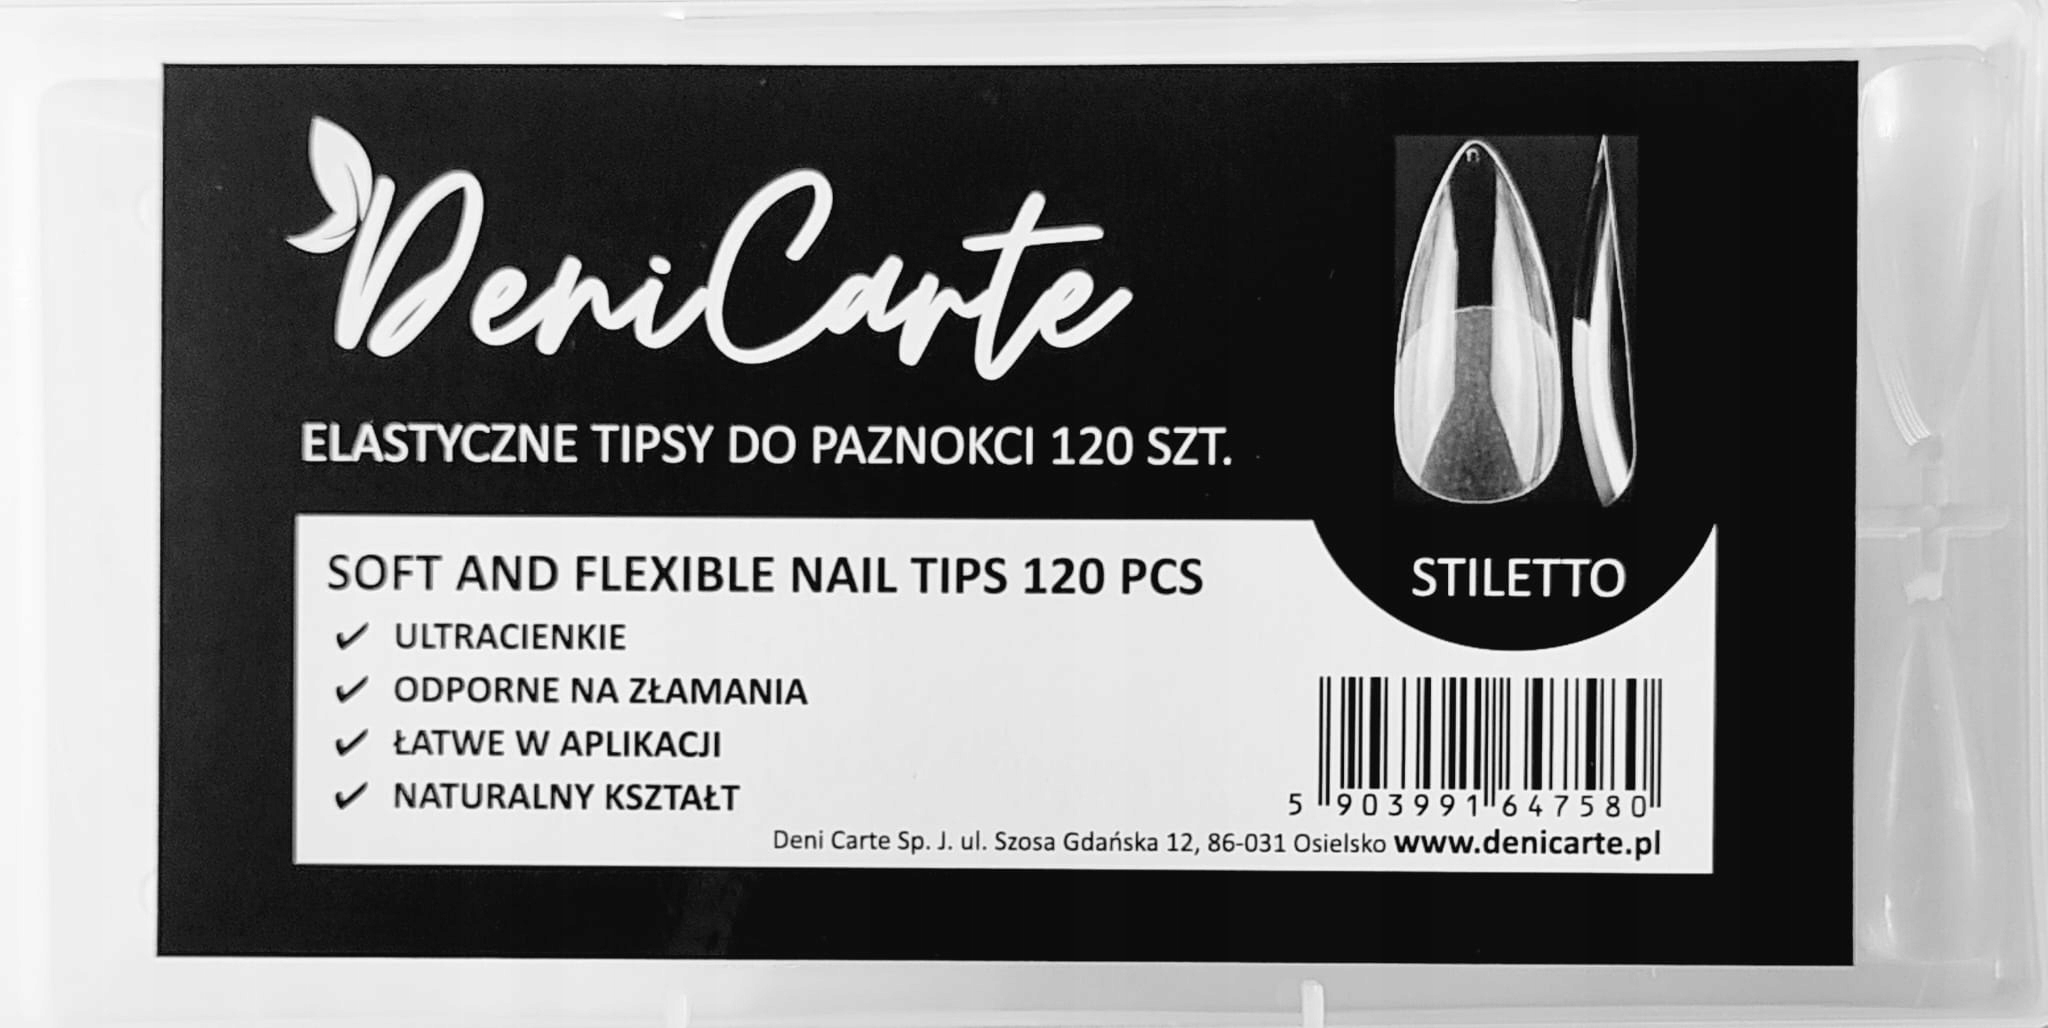 DeniCarte
ELASTYCZNE TIPSY DO PAZNOKCI 120 SZT.
SOFT AND FLEXIBLE NAIL TIPS 120 PCS
STILETTO
✓ ULTRACIENKIE
✓ ODPORNE NA ZŁAMANIA
✓ ŁATWE W APLIKACJI
✓ NATURALNY KSZTAŁT
5 903991 647580
Deni Carte Sp. J. ul. Szosa Gdańska 12, 86-031 Osielsko www.denicarte.pl